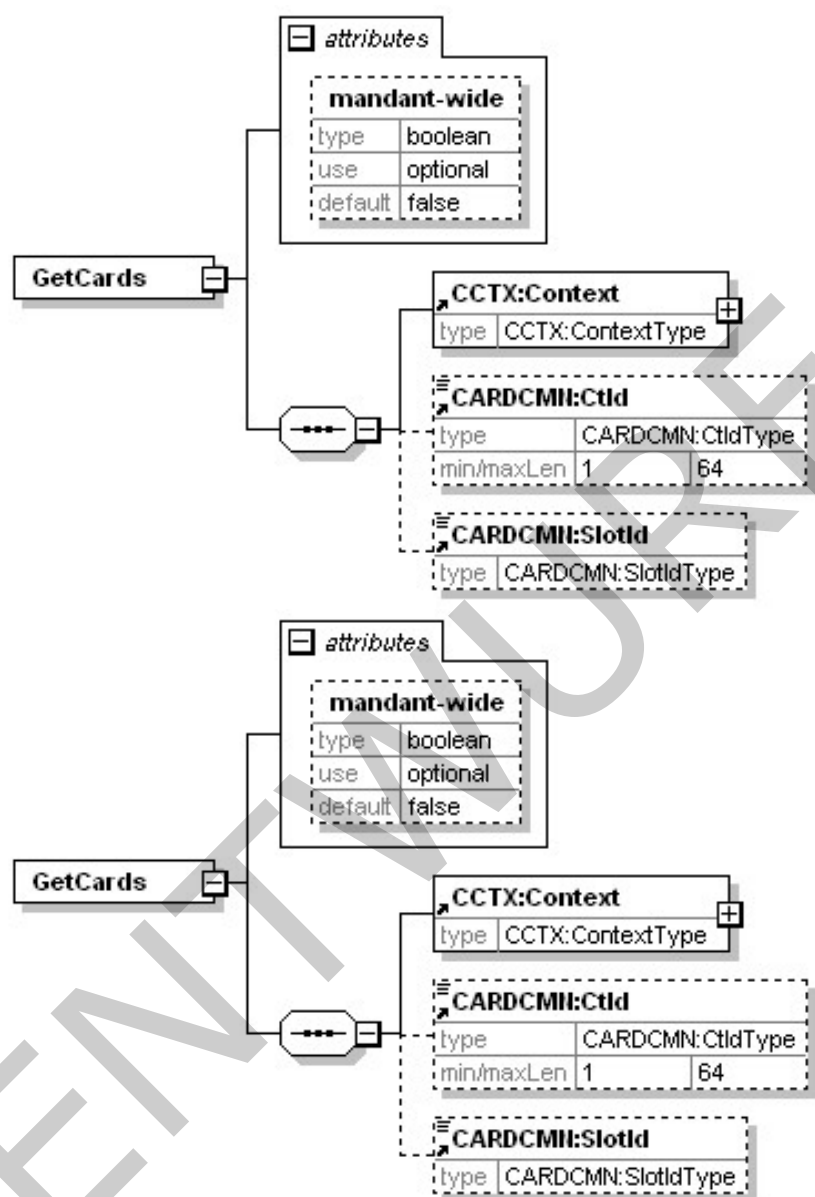 attributes
mandant-wide
type boolean
use optional
default false
GetCards
CCTX:Context
type CCTX:ContextType
CARDCMN:CtId
type CARDCMN:CtIdType
min/maxLen 1 64
CARDCMN:SlotId
type CARDCMN:SlotIdType
attributes
mandant-wide
type boolean
use optional
default false
GetCards
CCTX:Context
type CCTX:ContextType
CARDCMN:CtId
type CARDCMN:CtIdType
min/maxLen 1 64
CARDCMN:SlotId
type CARDCMN:SlotIdType
ENTWURF